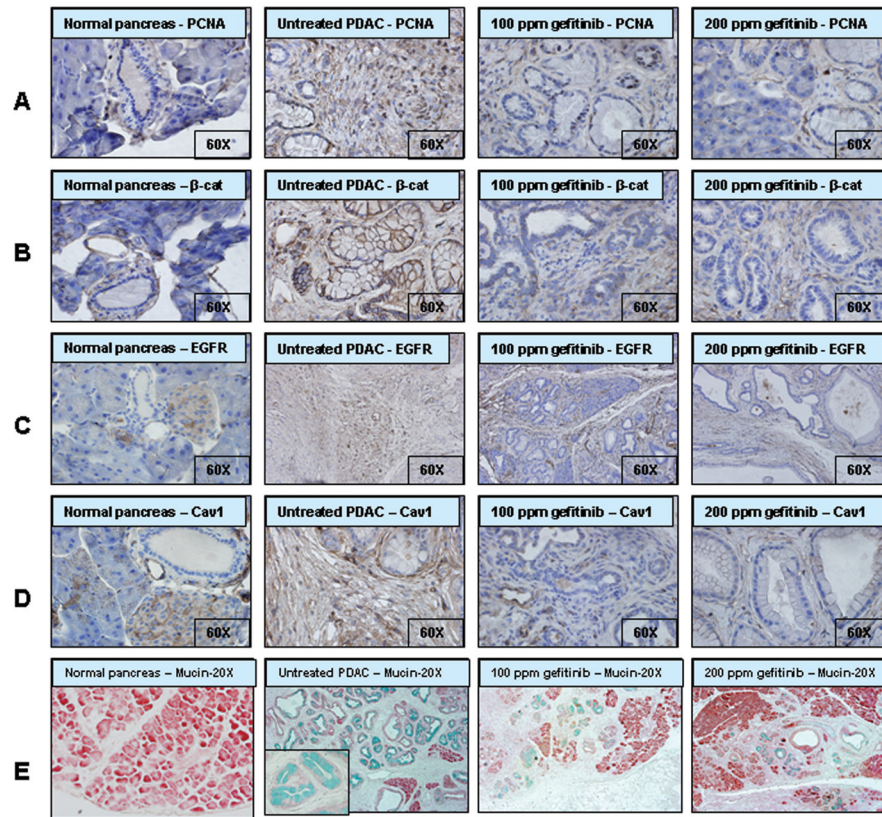 Normal pancreas - PCNA
Untreated PDAC - PCNA
100 ppm gefitinib - PCNA
200 ppm gefitinib - PCNA
A
60X
60X
60X
60X
Normal pancreas – β-cat
Untreated PDAC - β-cat
100 ppm gefitinib - β-cat
200 ppm gefitinib - β-cat
B
60X
60X
60X
60X
Normal pancreas – EGFR
Untreated PDAC - EGFR
100 ppm gefitinib - EGFR
200 ppm gefitinib - EGFR
C
60X
60X
60X
60X
Normal pancreas – Cav1
Untreated PDAC – Cav1
100 ppm gefitinib – Cav1
200 ppm gefitinib – Cav1
D
60X
60X
60X
60X
Normal pancreas – Mucin-20X
Untreated PDAC – Mucin-20X
100 ppm gefitinib – Mucin-20X
200 ppm gefitinib – Mucin-20X
E